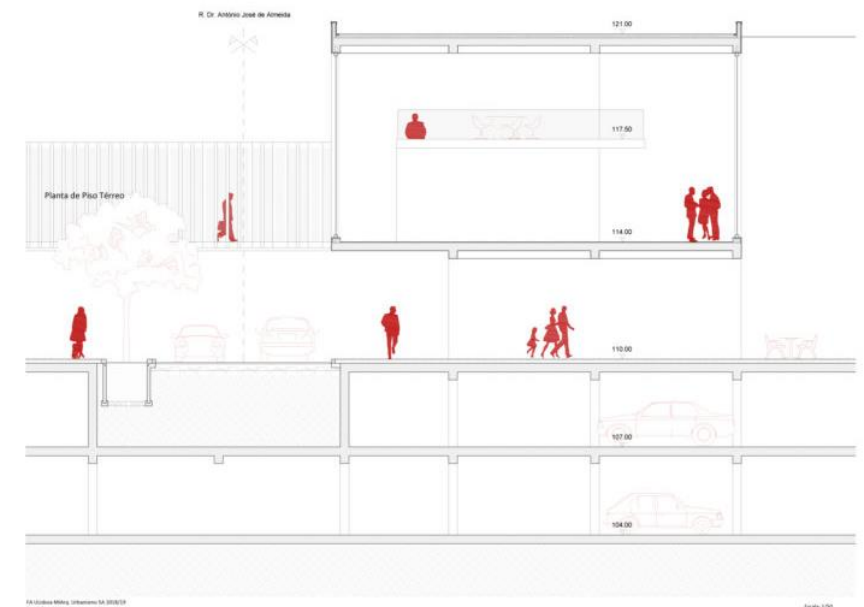 R. Dr. António José de Almeida
121.00
117.50
Planta de Piso Térreo
114.00
110.00
107.00
104.00
FA Ulisboa MIArq, Urbanismo 5A 2018/19